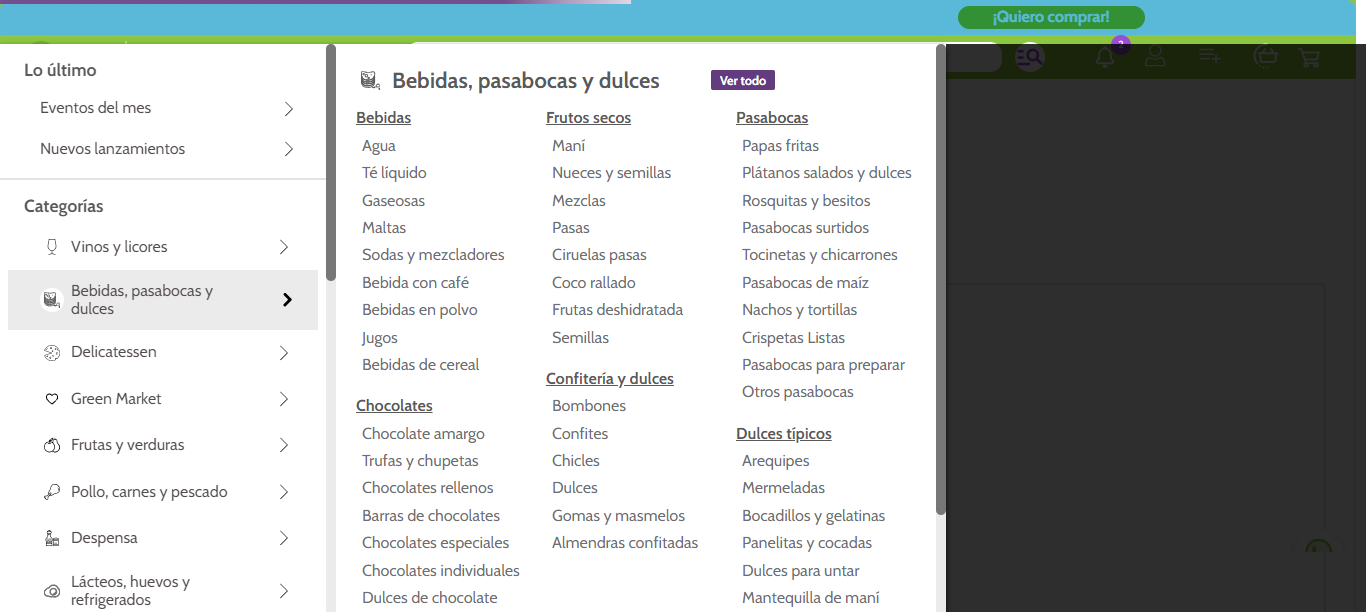 ¡Quiero comprar!
2
Lo último
Eventos del mes
Nuevos lanzamientos
Categorías
Vinos y licores
Bebidas, pasabocas y
dulces
Delicatessen
Green Market
Frutas y verduras
Pollo, carnes y pescado
Despensa
Lácteos, huevos y
refrigerados
Bebidas, pasabocas y dulces
Ver todo
Bebidas
Agua
Té líquido
Gaseosas
Maltas
Sodas y mezcladores
Bebida con café
Bebidas en polvo
Jugos
Bebidas de cereal
Chocolates
Chocolate amargo
Trufas y chupetas
Chocolates rellenos
Barras de chocolates
Chocolates especiales
Chocolates individuales
Dulces de chocolate
Frutos secos
Maní
Nueces y semillas
Mezclas
Pasas
Ciruelas pasas
Coco rallado
Frutas deshidratada
Semillas
Confitería y dulces
Bombones
Confites
Chicles
Dulces
Gomas y masmelos
Almendras confitadas
Pasabocas
Papas fritas
Plátanos salados y dulces
Rosquitas y besitos
Pasabocas surtidos
Tocinetas y chicarrones
Pasabocas de maíz
Nachos y tortillas
Crispetas Listas
Pasabocas para preparar
Otros pasabocas
Dulces típicos
Arequipes
Mermeladas
Bocadillos y gelatinas
Panelitas y cocadas
Dulces para untar
Mantequilla de maní